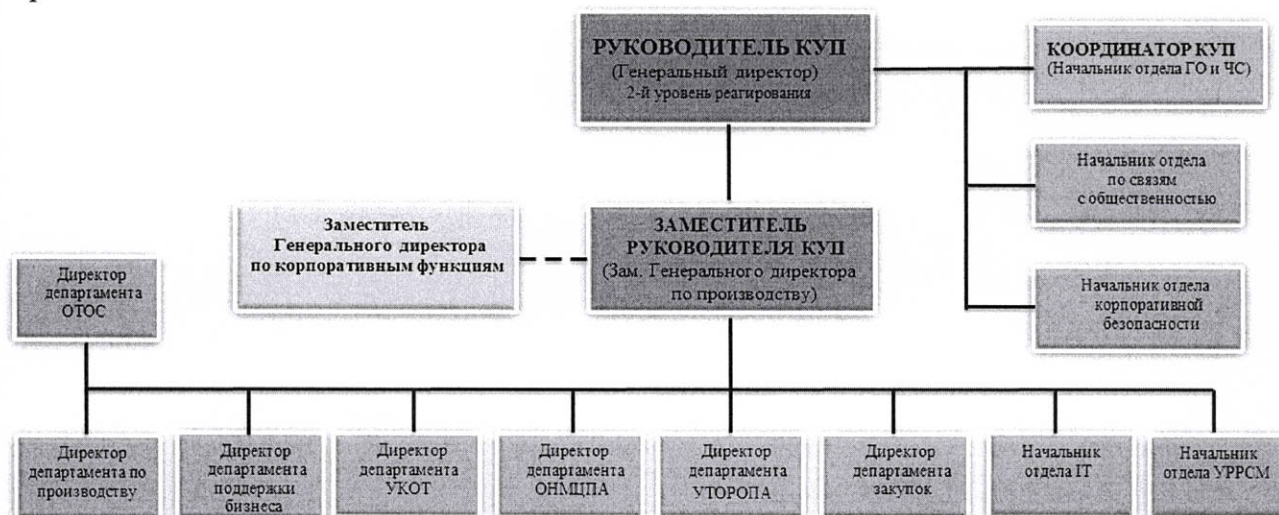 РУКОВОДИТЕЛЬ КУП
(Генеральный директор)
2-й уровень реагирования
КООРДИНАТОР КУП
(Начальник отдела ГО и ЧС)
Начальник отдела
по связям
с общественностью
Заместитель
Генерального директора
по корпоративным функциям
ЗАМЕСТИТЕЛЬ
РУКОВОДИТЕЛЯ КУП
(Зам. Генерального директора
по производству)
Начальник отдела
корпоративной
безопасности
Директор
департамента
ОТОС
Директор
департамента по
производству
Директор
департамента
поддержки
бизнеса
Директор
департамента
УКОТ
Директор
департамента
ОНМЦПА
Директор
департамента
УТОРОПА
Директор
департамента
закупок
Начальник
отдела IT
Начальник
отдела УРРСМ